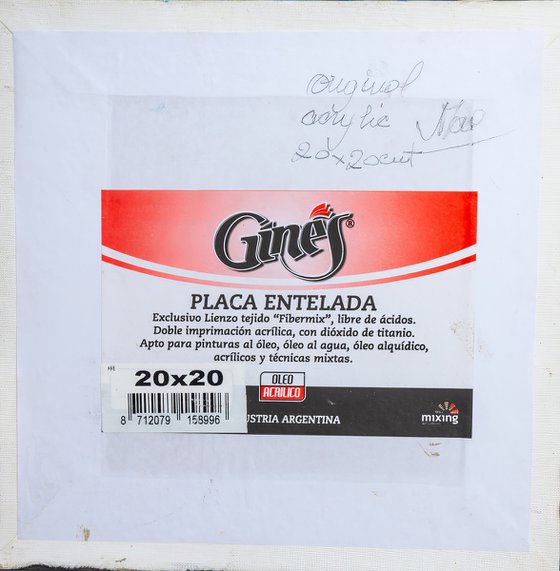 original
acrylic
20x20cm
Ginés®
PLACA ENTELADA
Exclusivo Lienzo tejido "Fibermix", libre de ácidos.
Doble imprimación acrílica, con dióxido de titanio.
Apto para pinturas al óleo, óleo al agua, óleo alquídico,
acrílicos y técnicas mixtas.
20x20
OLEO
ACRILICO
8 712079 158996
USTRIA ARGENTINA
mixing